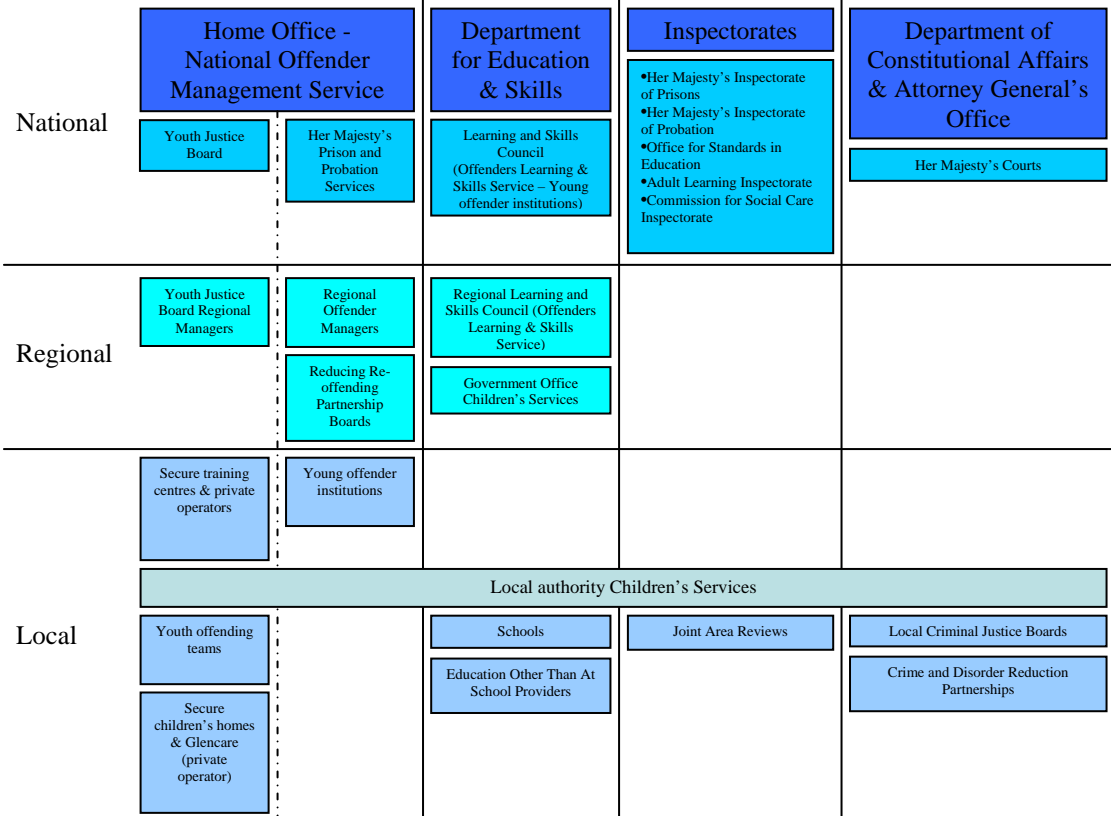 National
Home Office -
National Offender
Management Service
Department
for Education
& Skills
Inspectorates
Department of
Constitutional Affairs
& Attorney General’s
Office
Youth Justice
Board
Her Majesty’s
Prison and
Probation
Services
Learning and Skills
Council
(Offenders Learning &
Skills Service – Young
offender institutions)
•Her Majesty’s Inspectorate
of Prisons
•Her Majesty’s Inspectorate
of Probation
•Office for Standards in
Education
•Adult Learning Inspectorate
•Commission for Social Care
Inspectorate
Her Majesty’s Courts
Regional
Youth Justice
Board Regional
Managers
Regional
Offender
Managers
Reducing Re-
offending
Partnership
Boards
Regional Learning and
Skills Council (Offenders
Learning & Skills
Service)
Government Office
Children’s Services
Local
Secure training
centres & private
operators
Young offender
institutions
Local authority Children’s Services
Youth offending
teams
Secure
children’s homes
& Glencare
(private
operator)
Schools
Education Other Than At
School Providers
Joint Area Reviews
Local Criminal Justice Boards
Crime and Disorder Reduction
Partnerships